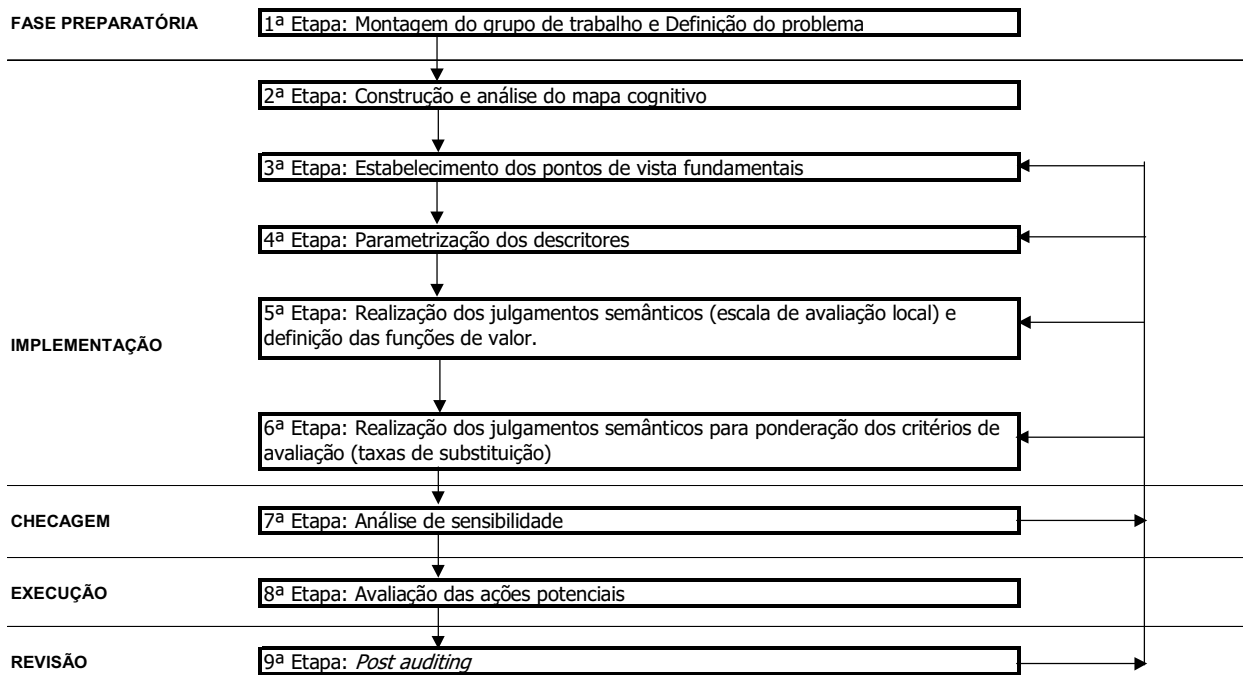 FASE PREPARATÓRIA
1ª Etapa: Montagem do grupo de trabalho e Definição do problema
2ª Etapa: Construção e análise do mapa cognitivo
3ª Etapa: Estabelecimento dos pontos de vista fundamentais
4ª Etapa: Parametrização dos descritores
IMPLEMENTAÇÃO
5ª Etapa: Realização dos julgamentos semânticos (escala de avaliação local) e
definição das funções de valor.
6ª Etapa: Realização dos julgamentos semânticos para ponderação dos critérios de
avaliação (taxas de substituição)
CHECAGEM
7ª Etapa: Análise de sensibilidade
EXECUÇÃO
8ª Etapa: Avaliação das ações potenciais
REVISÃO
9ª Etapa: Post auditing